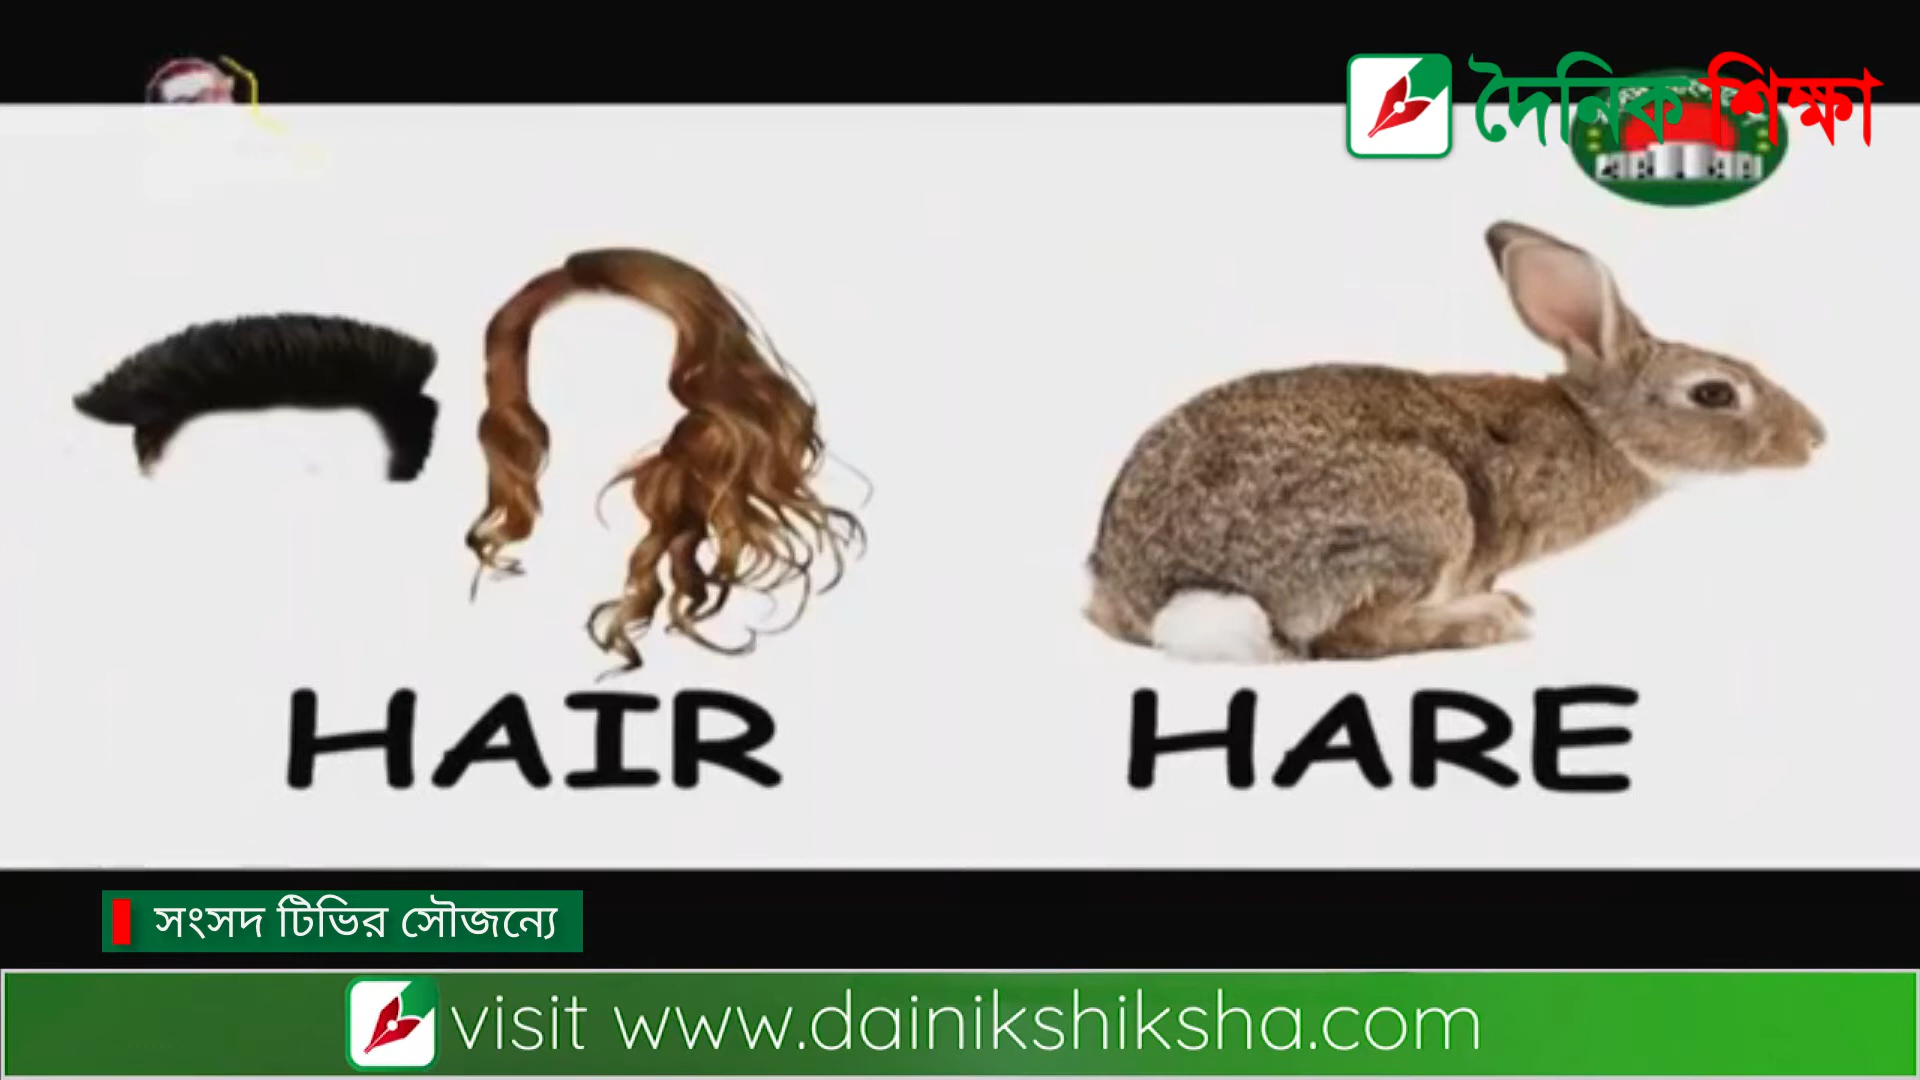 দৈনিক শিক্ষা
HAIR
HARE
সংসদ টিভির সৌজন্যে
visit www.dainikshiksha.com